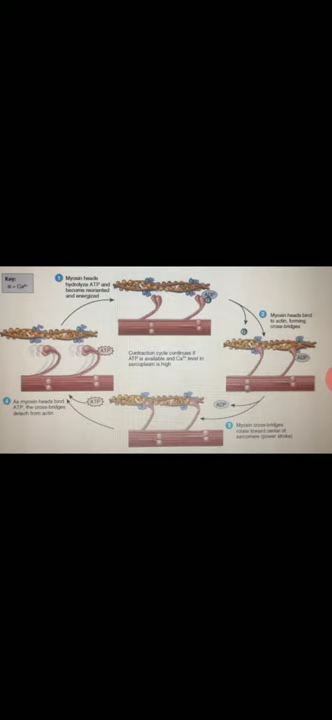 Key:
= Ca²⁺
1 Myosin heads
hydrolyze ATP and
become reoriented
and energized
ADP
P
2 Myosin heads bind
to actin, forming
cross-bridges
P
ADP
ATP
Contraction cycle continues if
ATP is available and Ca²⁺ level in
sarcoplasm is high
4 As myosin heads bind
ATP, the cross-bridges
detach from actin
ATP
ADP
3 Myosin cross-bridges
rotate toward center of
sarcomere (power stroke)